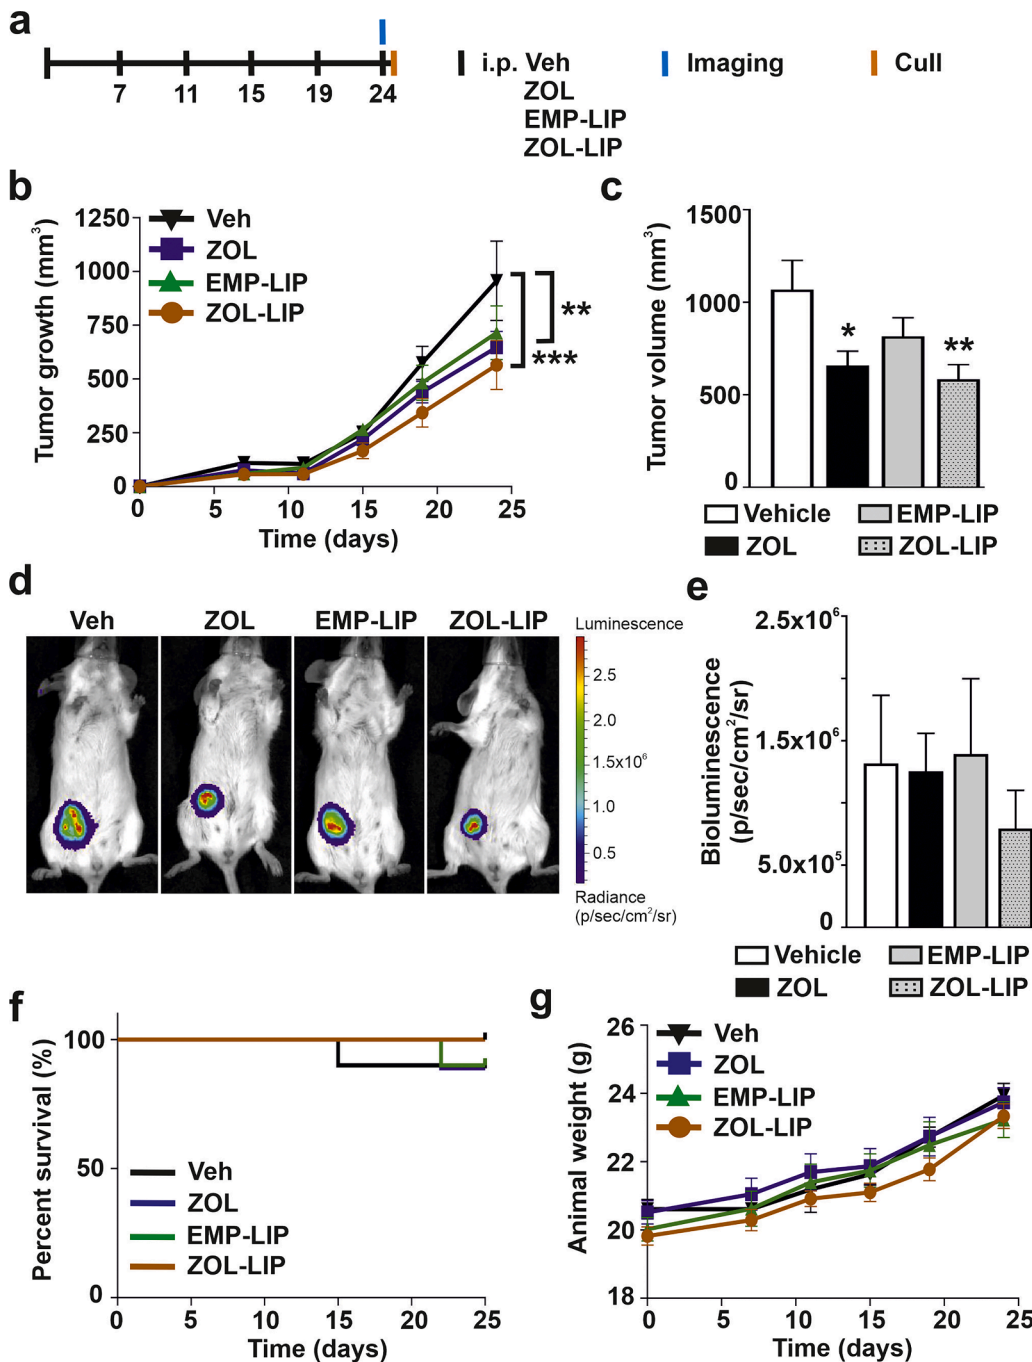 a
7 11 15 19 24
i.p. Veh
ZOL
EMP-LIP
ZOL-LIP
Imaging
Cull
b
Tumor growth (mm³)
1250
1000
750
500
250
0
0 5 10 15 20 25
Time (days)
Veh
ZOL
EMP-LIP
ZOL-LIP
**
***
c
Tumor volume (mm³)
1500
1000
500
0
*
**
Vehicle
EMP-LIP
ZOL
ZOL-LIP
d
Veh ZOL EMP-LIP ZOL-LIP
Luminescence
2.5
2.0
1.5x10⁶
1.0
0.5
Radiance
(p/sec/cm²/sr)
e
Bioluminescence
(p/sec/cm²/sr)
2.5x10⁶
1.5x10⁶
5.0x10⁵
0
Vehicle
EMP-LIP
ZOL
ZOL-LIP
f
Percent survival (%)
100
50
0
Veh
ZOL
EMP-LIP
ZOL-LIP
0 5 10 15 20 25
Time (days)
g
Animal weight (g)
26
24
22
20
18
Veh
ZOL
EMP-LIP
ZOL-LIP
0 5 10 15 20 25
Time (days)